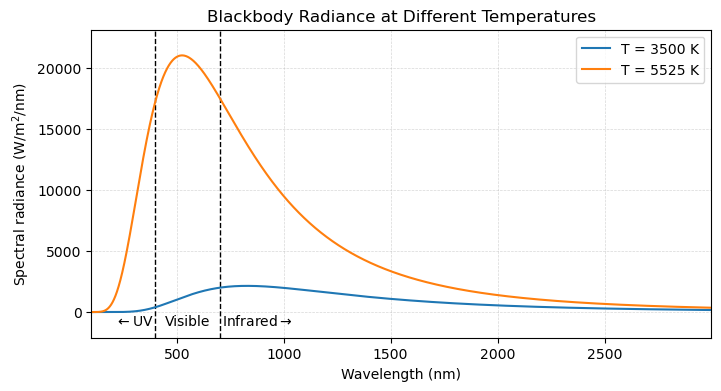 Blackbody Radiance at Different Temperatures
Spectral radiance (W/m²/nm)
20000
15000
10000
5000
0
T = 3500 K
T = 5525 K
←UV Visible Infrared→
500 1000 1500 2000 2500
Wavelength (nm)